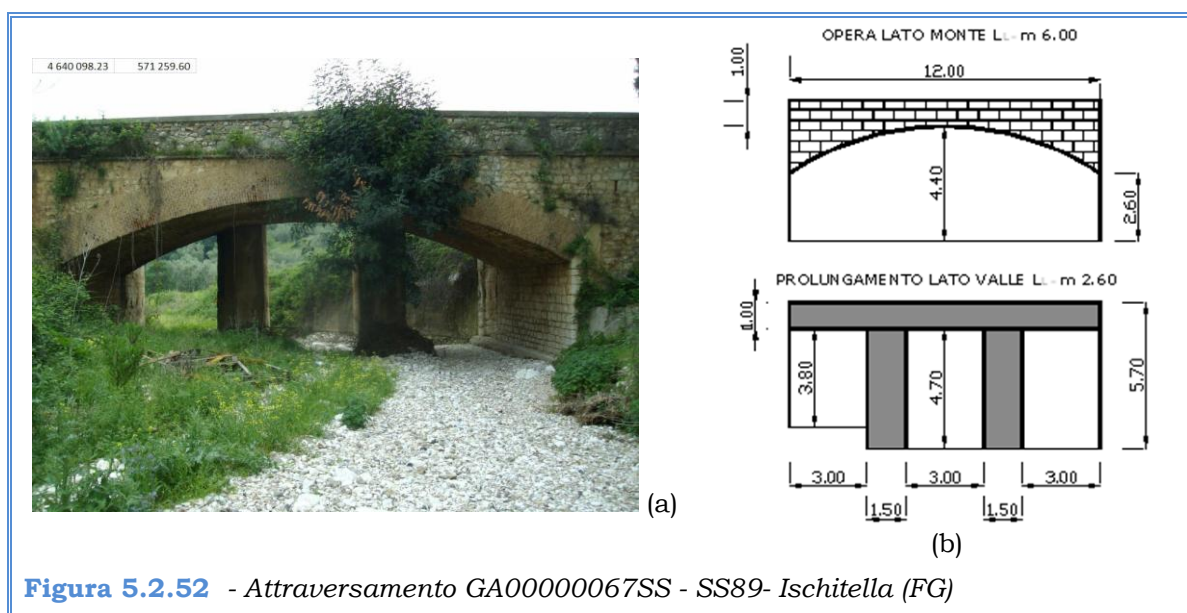 4 640 098.23 571 259.60
(a)
OPERA LATO MONTE L - m 6.00
1.00
12.00
4.40
2.60
PROLUNGAMENTO LATO VALLE L - m 2.60
1.00
3.80
4.70
5.70
3.00 3.00 3.00
1.50 1.50
(b)
Figura 5.2.52 - Attraversamento GA00000067SS - SS89- Ischitella (FG)